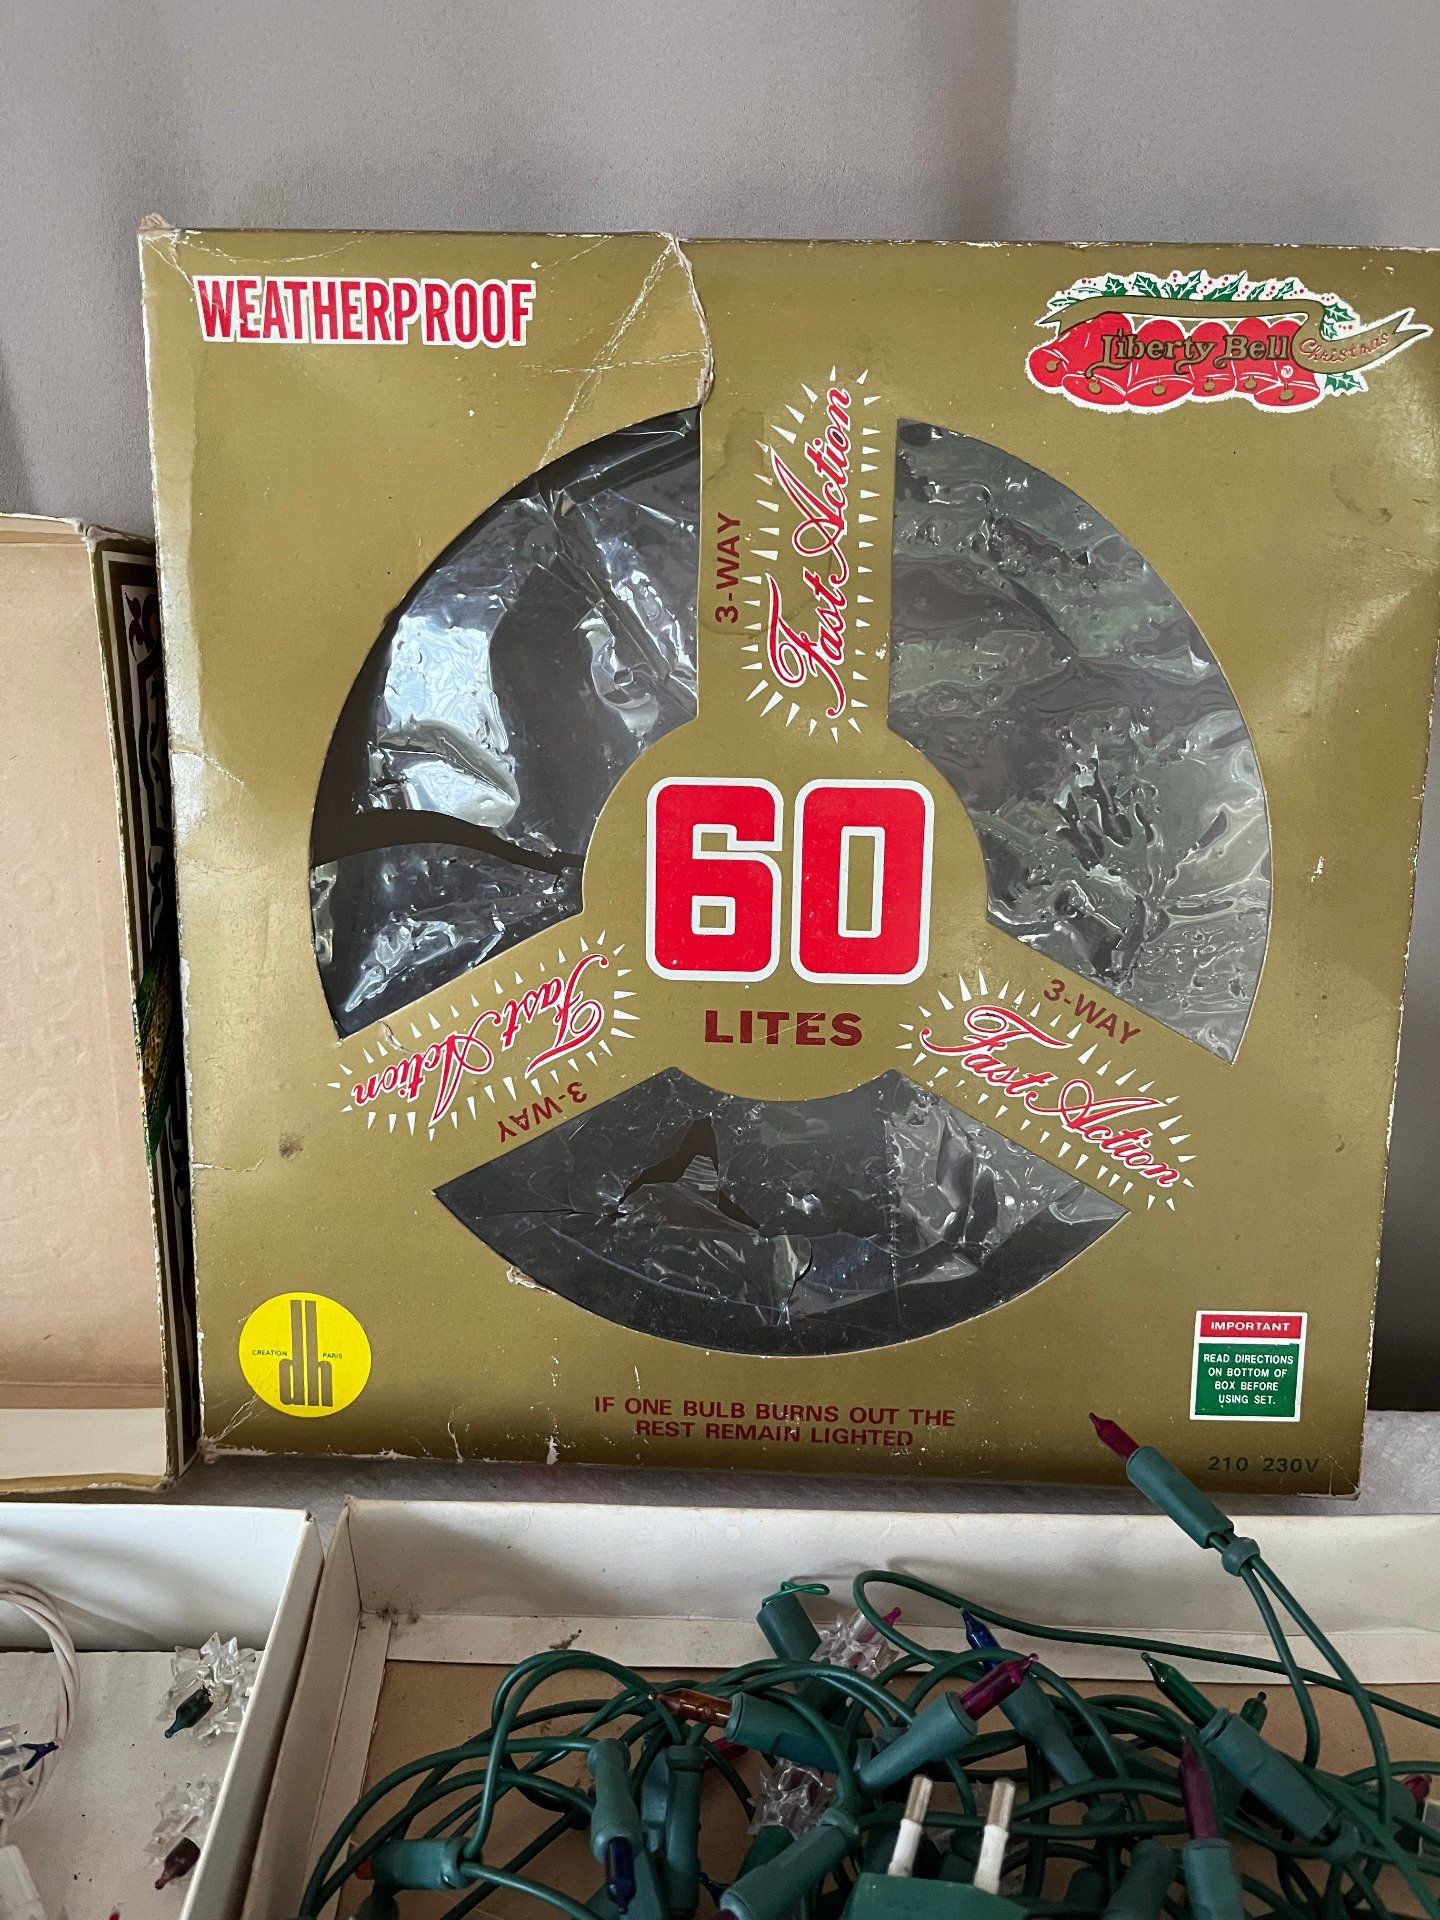 WEATHERPROOF
Liberty Bell
Christmas
3-WAY
Fast Action
60
LITES
3-WAY
Fast Action
3-WAY
Fast Action
CREATION dh PARIS
IF ONE BULB BURNS OUT THE
REST REMAIN LIGHTED
IMPORTANT
READ DIRECTIONS
ON BOTTOM OF
BOX BEFORE
USING SET.
210 230V